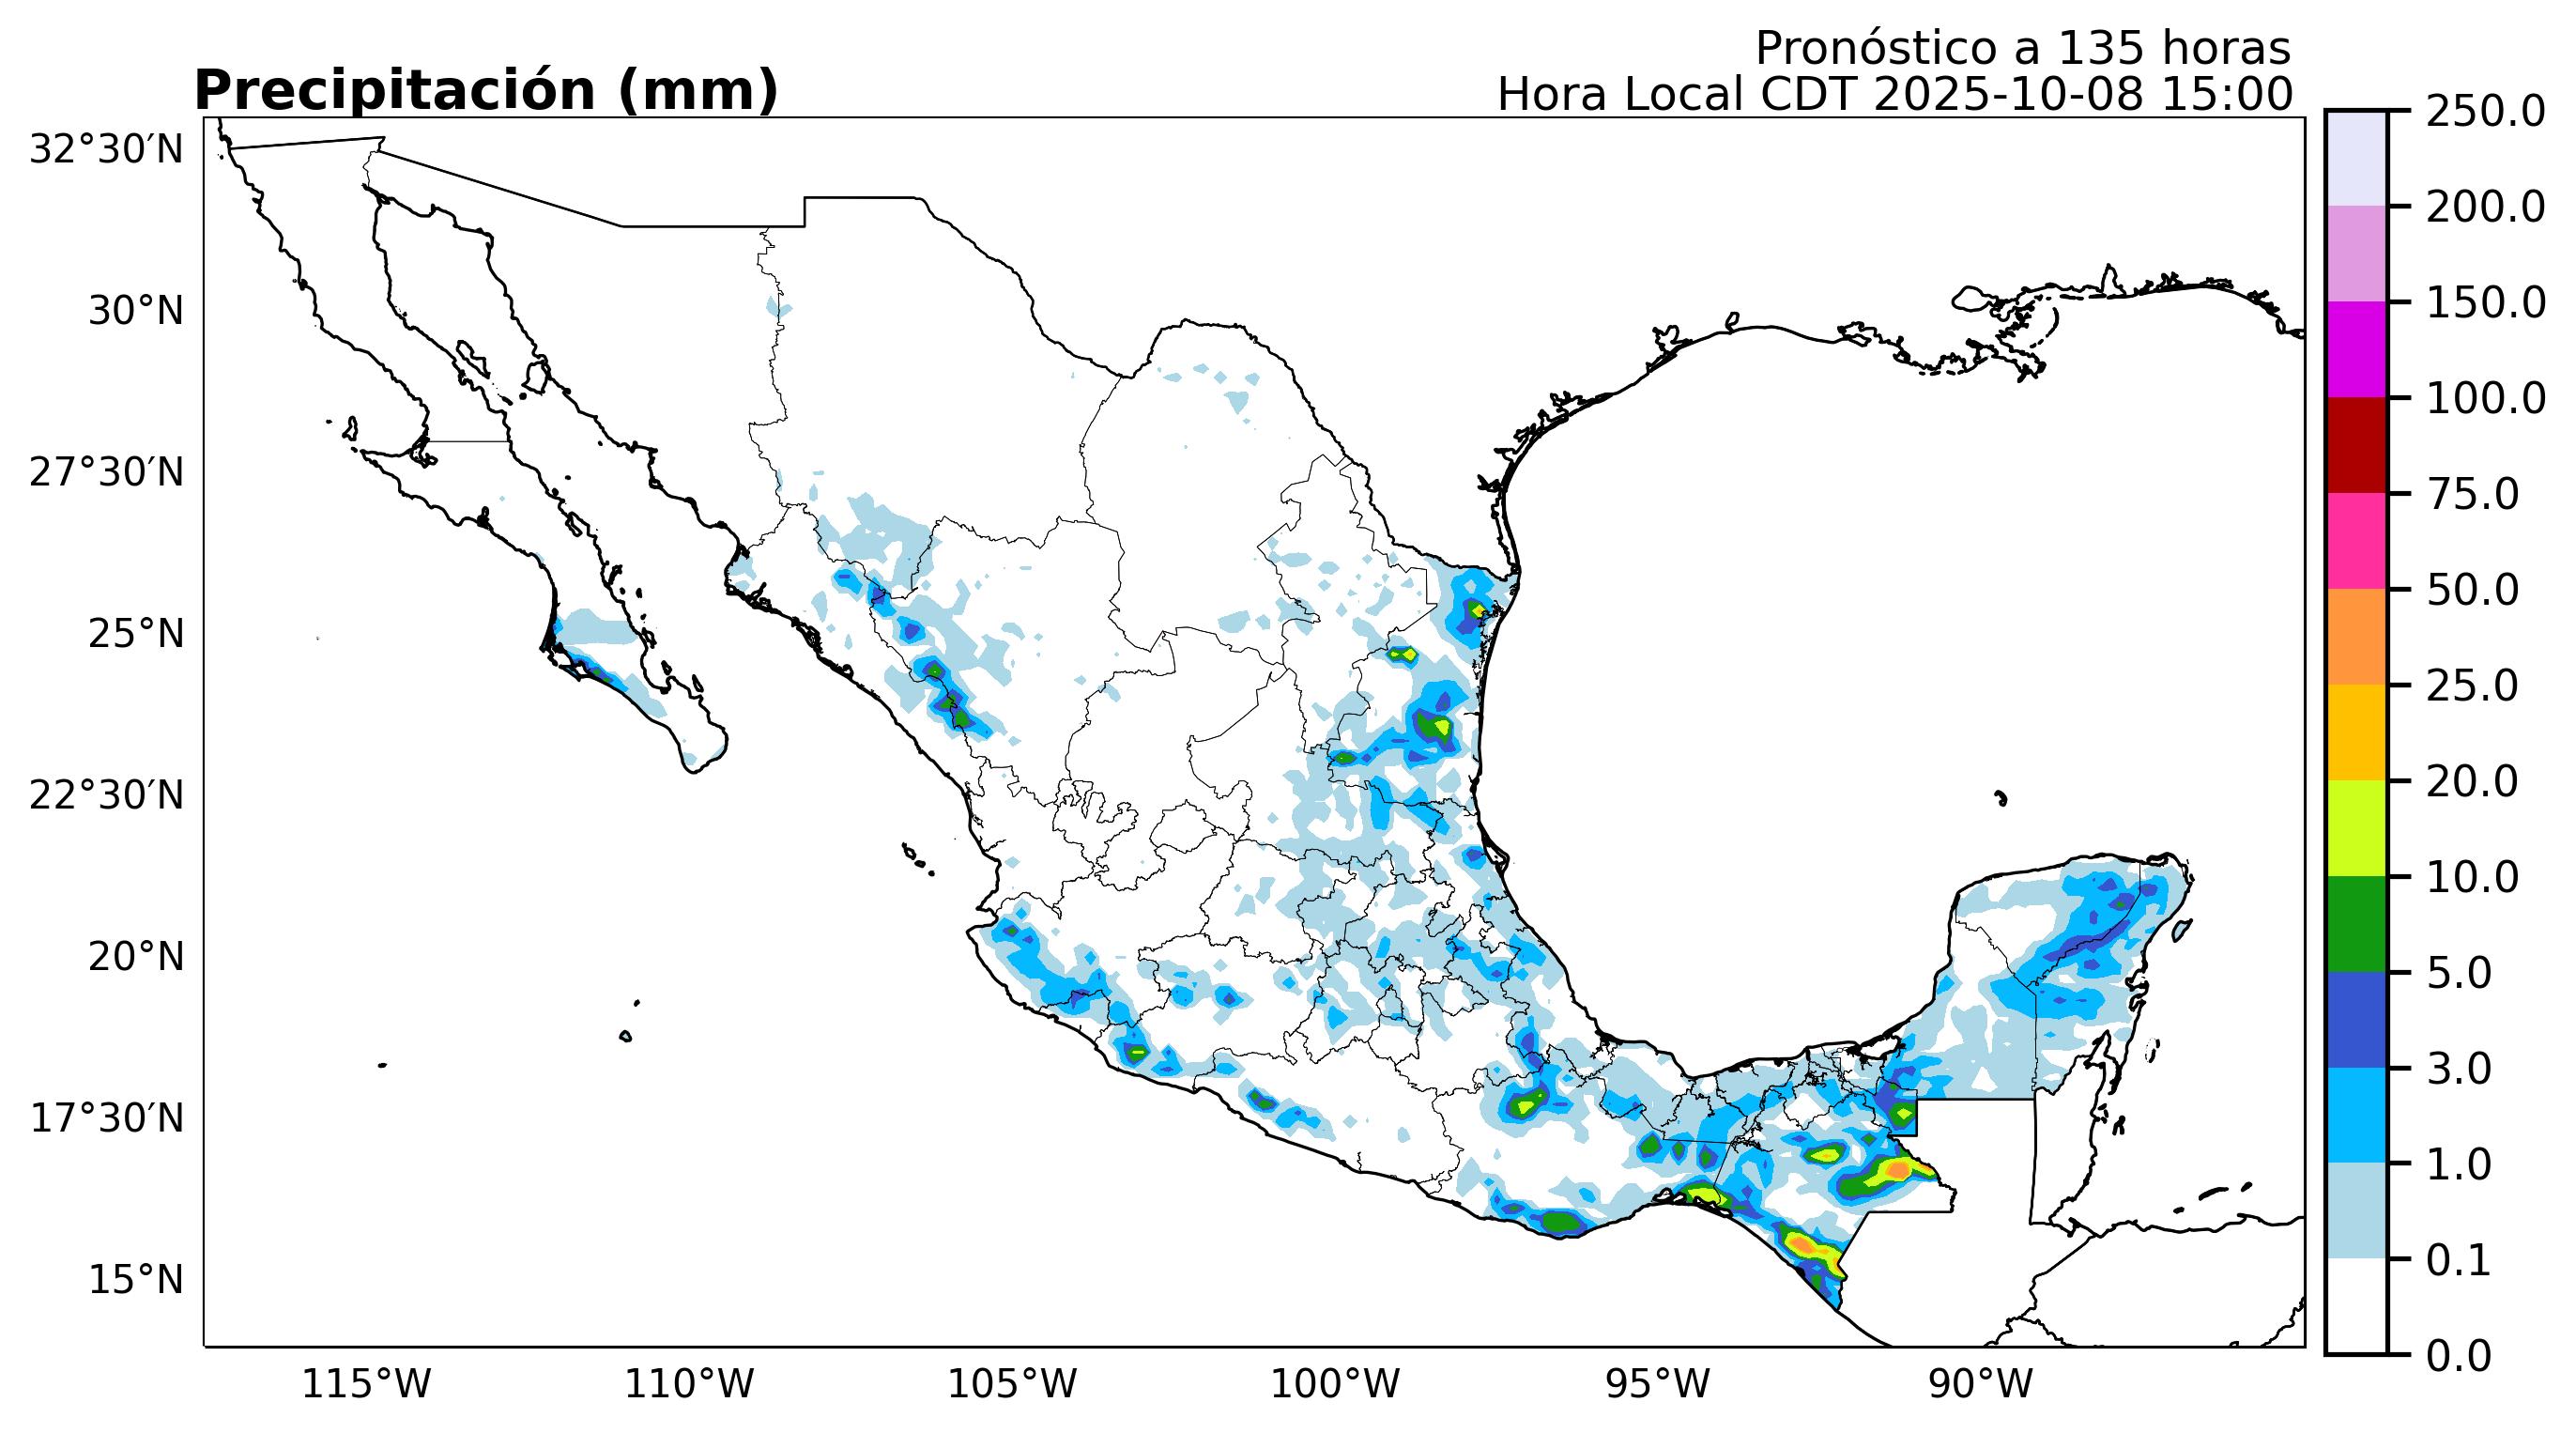 Pronóstico a 135 horas
Precipitación (mm)
Hora Local CDT 2025-10-08 15:00
32°30′N
30°N
27°30′N
25°N
22°30′N
20°N
17°30′N
15°N
115°W
110°W
105°W
100°W
95°W
90°W
250.0
200.0
150.0
100.0
75.0
50.0
25.0
20.0
10.0
5.0
3.0
1.0
0.1
0.0